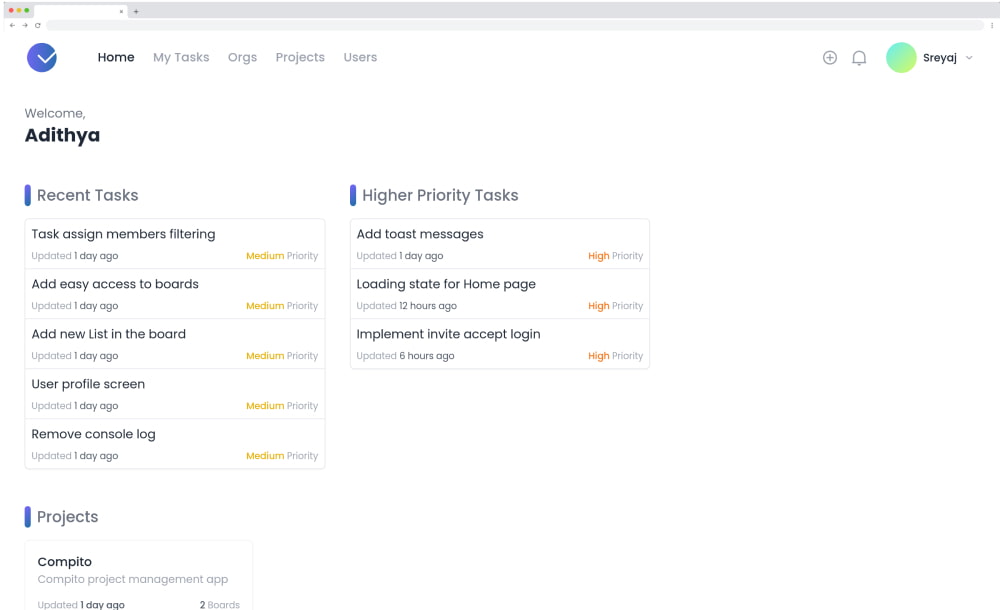 Home My Tasks Orgs Projects Users Sreyaj
Welcome,
Adithya
Recent Tasks
Task assign members filtering
Updated 1 day ago Medium Priority
Add easy access to boards
Updated 1 day ago Medium Priority
Add new List in the board
Updated 1 day ago Medium Priority
User profile screen
Updated 1 day ago Medium Priority
Remove console log
Updated 1 day ago Medium Priority
Higher Priority Tasks
Add toast messages
Updated 1 day ago High Priority
Loading state for Home page
Updated 12 hours ago High Priority
Implement invite accept login
Updated 6 hours ago High Priority
Projects
Compito
Compito project management app
Updated 1 day ago 2 Boards